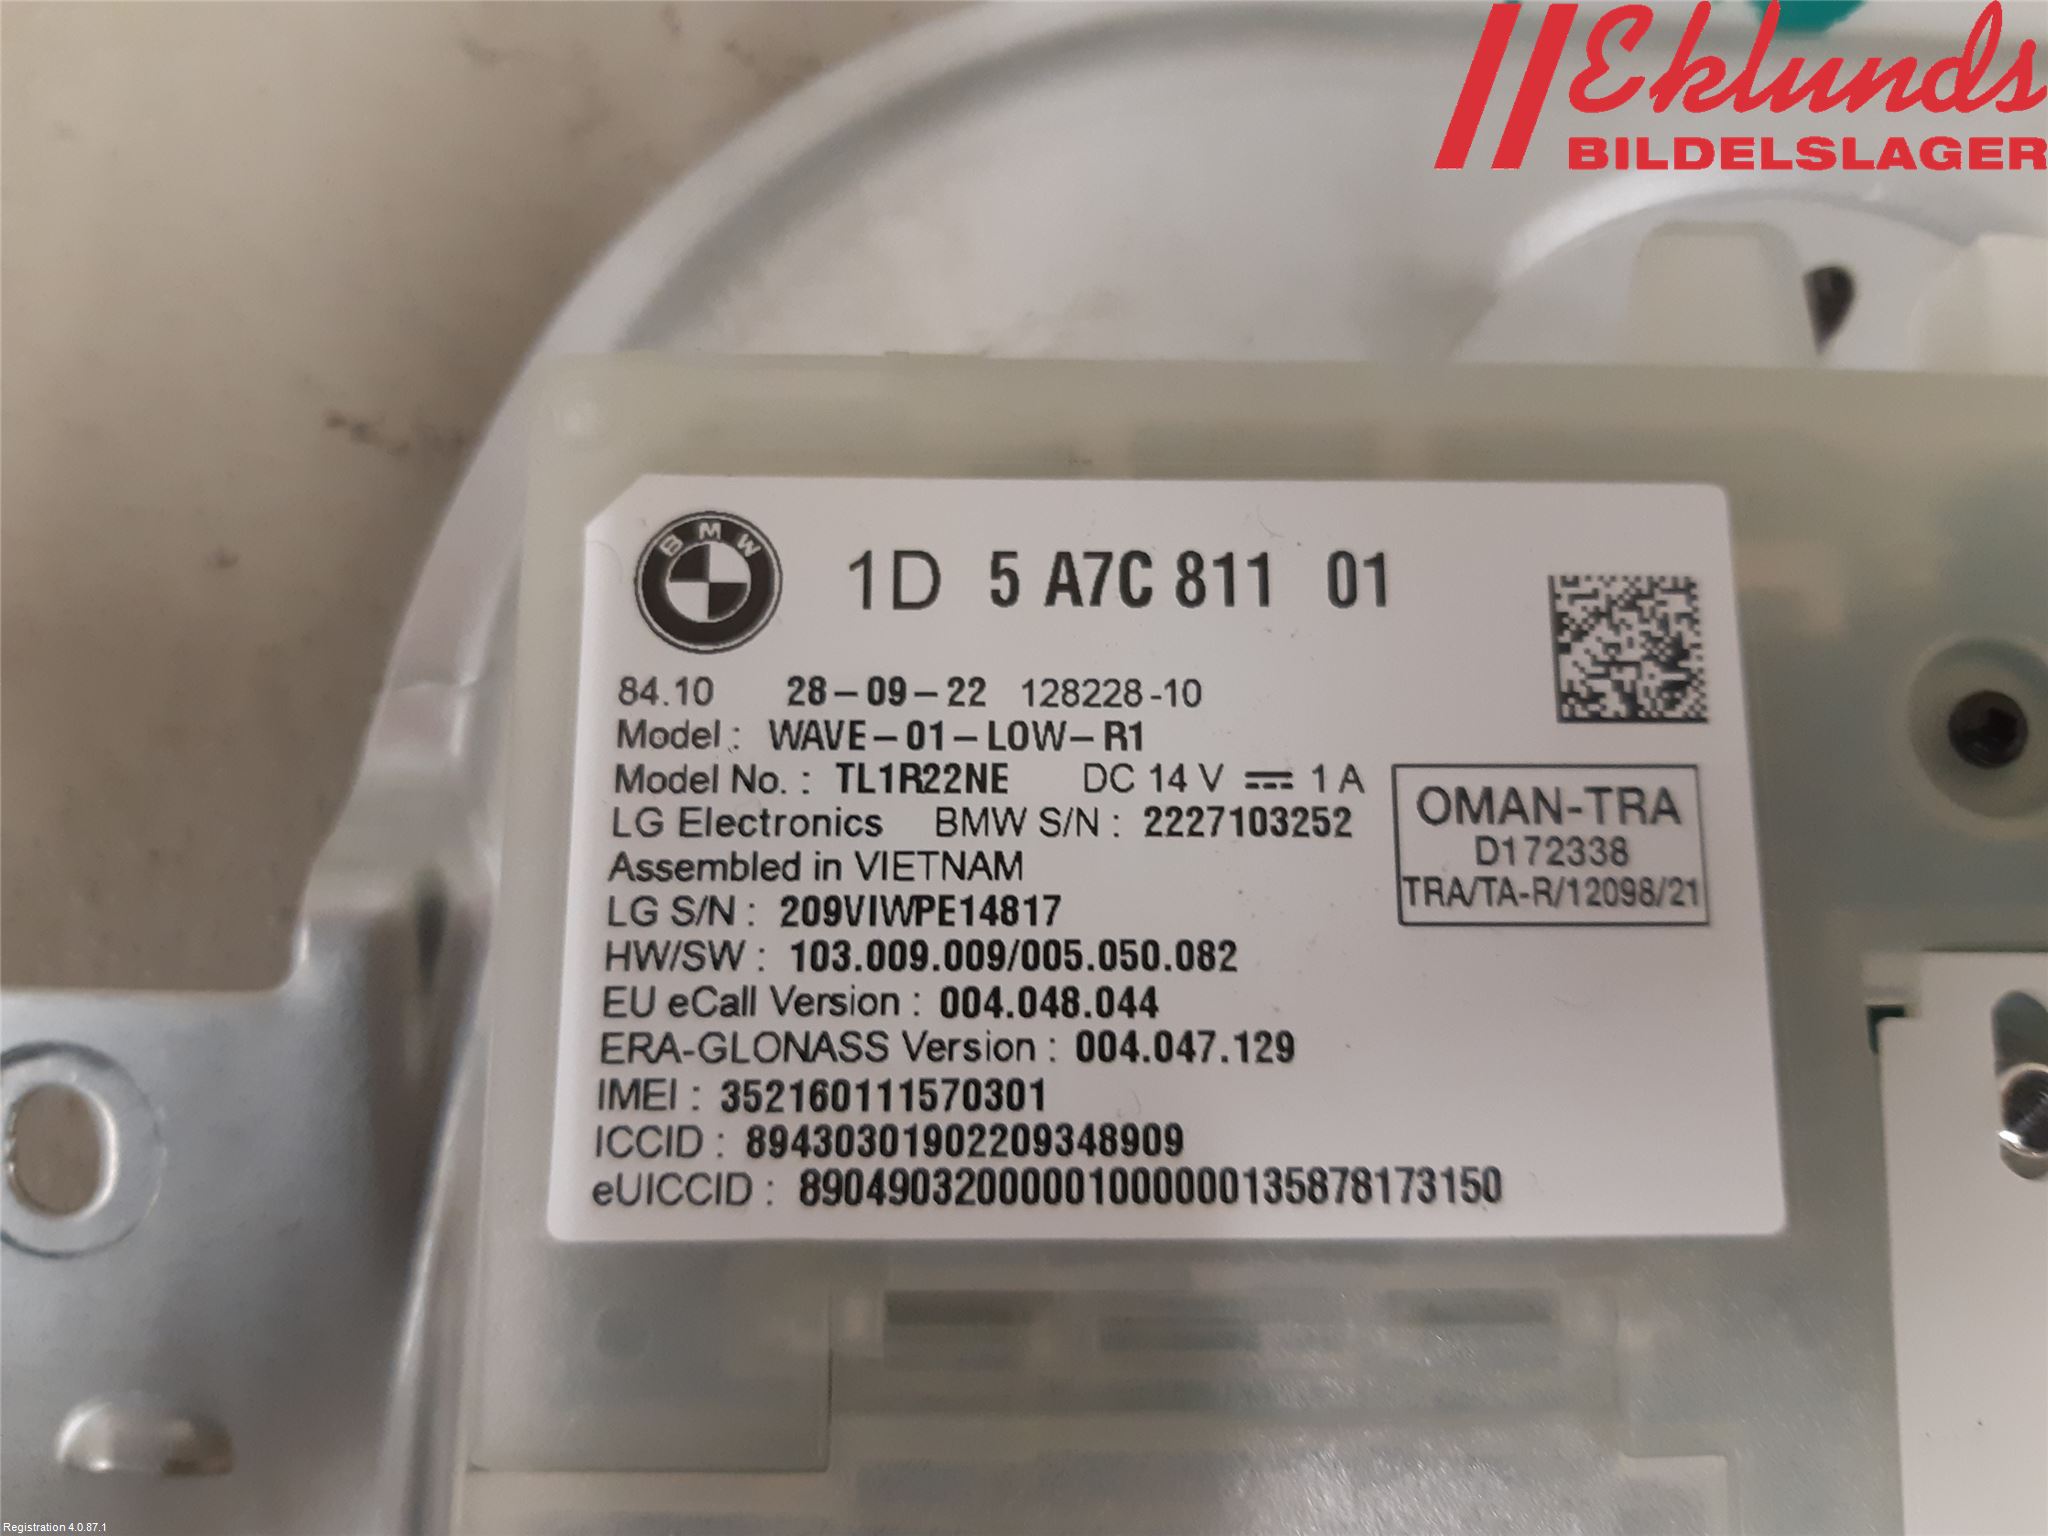 Eklunds
BILDELSLAGER
BMW
1D 5 A7C 811 01
84.10 28-09-22 128228-10
Model: WAVE-01-LOW-R1
Model No. : TL1R22NE DC 14 V ⎓ 1 A
LG Electronics BMW S/N : 2227103252
Assembled in VIETNAM
LG S/N : 209VIWPE14817
HW/SW : 103.009.009/005.050.082
EU eCall Version : 004.048.044
ERA-GLONASS Version : 004.047.129
IMEI : 352160111570301
ICCID : 89430301902209348909
eUICCID : 89049032000001000000135878173150
OMAN-TRA
D172338
TRA/TA-R/12098/21
Registration 4.0.87.1